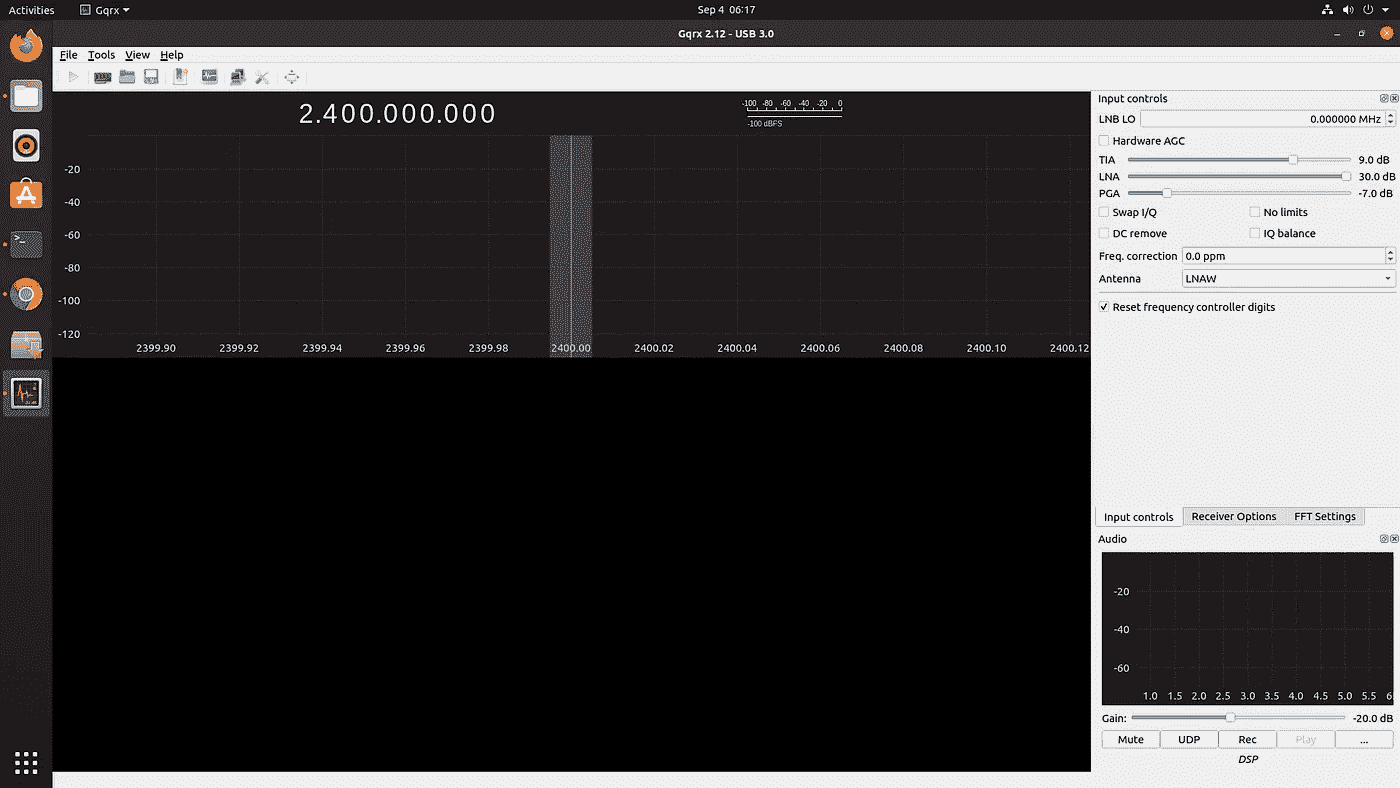 Activities Gqrx Sep 4 06:17
Gqrx 2.12 - USB 3.0
File Tools View Help
2.400.000.000
-100 -80 -60 -40 -20 0
-100 dBFS
-20
-40
-60
-80
-100
-120
2399.90 2399.92 2399.94 2399.96 2399.98 2400.00 2400.02 2400.04 2400.06 2400.08 2400.10 2400.12
Input controls
LNB LO 0.000000 MHz
Hardware AGC
TIA 9.0 dB
LNA 30.0 dB
PGA -7.0 dB
Swap I/Q No limits
DC remove IQ balance
Freq. correction 0.0 ppm
Antenna LNAW
Reset frequency controller digits
Input controls Receiver Options FFT Settings
Audio
-20
-40
-60
1.0 1.5 2.0 2.5 3.0 3.5 4.0 4.5 5.0 5.5 6
Gain: -20.0 dB
Mute UDP Rec Play ...
DSP